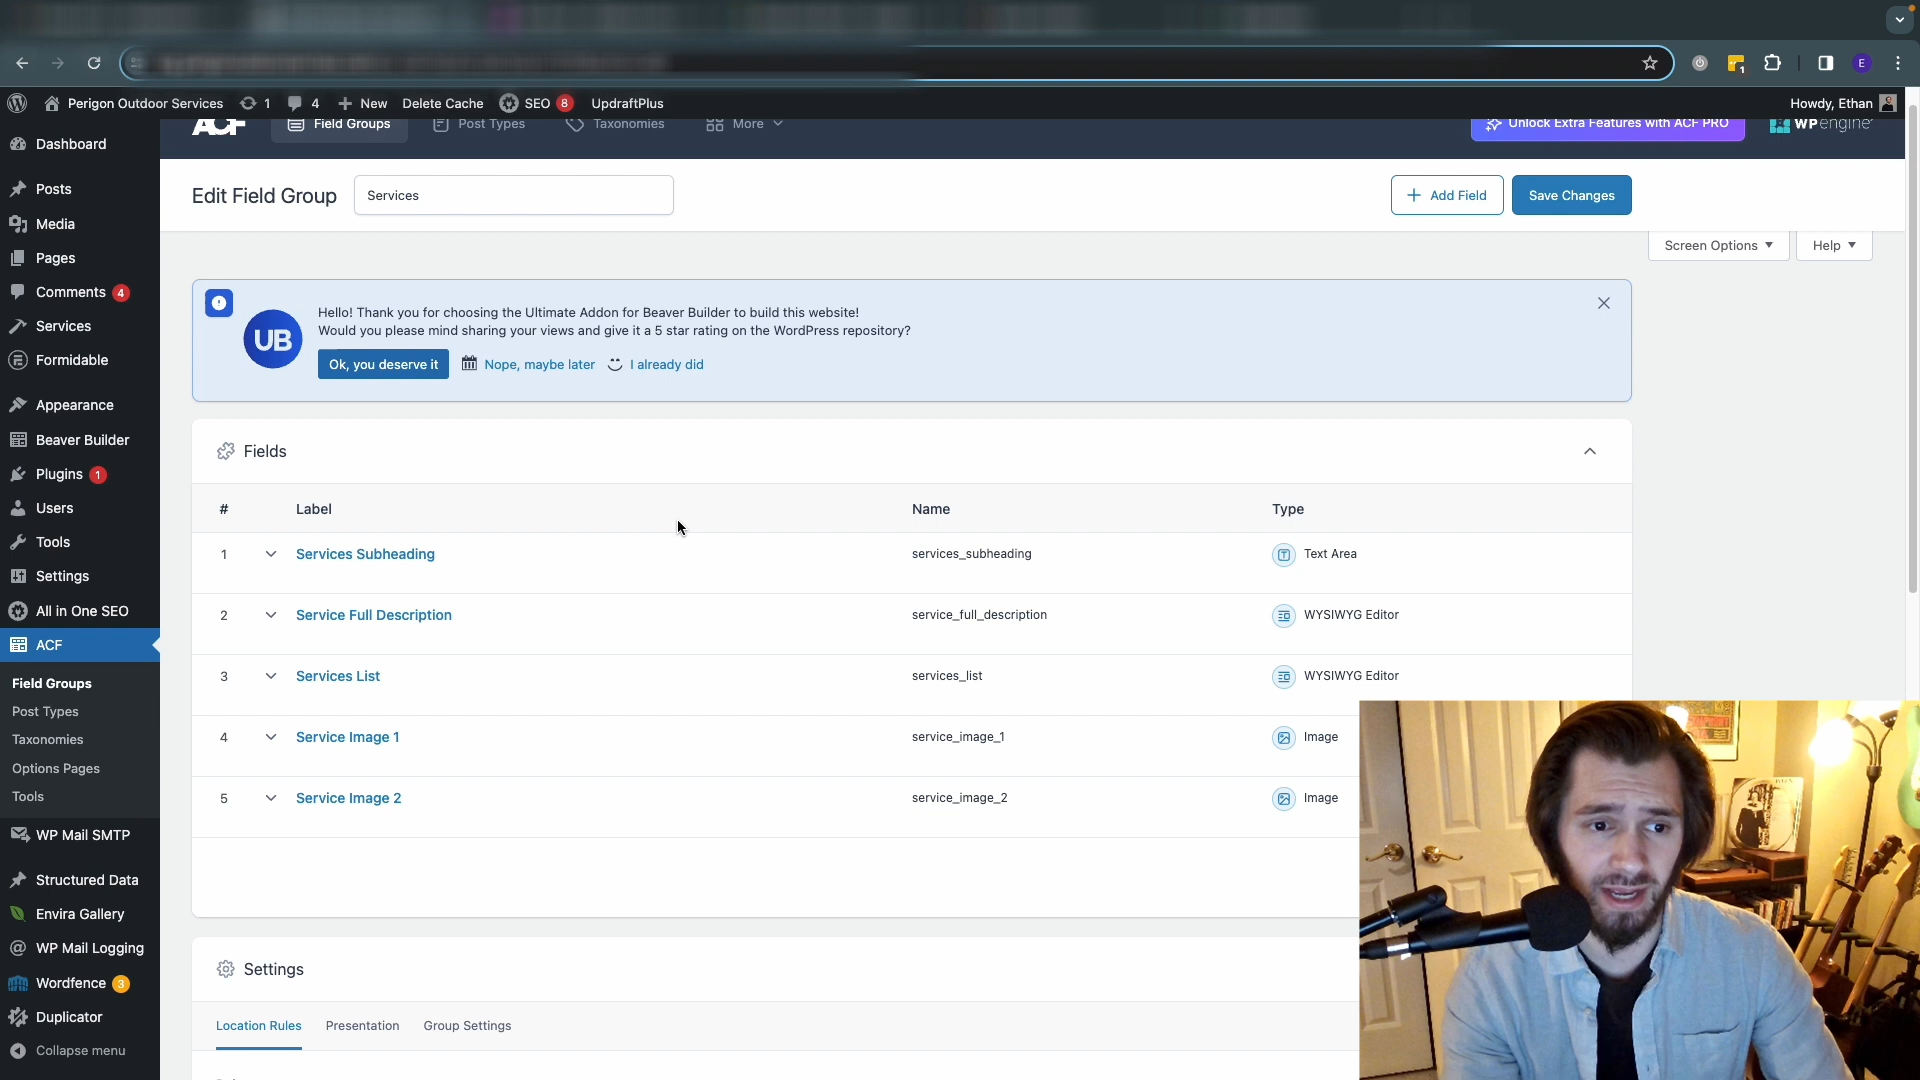 Perigon Outdoor Services
1
4
New
Delete Cache
SEO 8
UpdraftPlus
Howdy, Ethan
E
1
ACF
Field Groups
Post Types
Taxonomies
More
Unlock Extra Features with ACF PRO
WP engine
Dashboard
Posts
Media
Pages
Comments 4
Services
Formidable
Appearance
Beaver Builder
Plugins 1
Users
Tools
Settings
All in One SEO
ACF
Field Groups
Post Types
Taxonomies
Options Pages
Tools
WP Mail SMTP
Structured Data
Envira Gallery
WP Mail Logging
Wordfence 3
Duplicator
Collapse menu
Edit Field Group
Services
Add Field
Save Changes
Screen Options
Help
UB
Hello! Thank you for choosing the Ultimate Addon for Beaver Builder to build this website!
Would you please mind sharing your views and give it a 5 star rating on the WordPress repository?
Ok, you deserve it
Nope, maybe later
I already did
Fields
# Label Name Type
1 Services Subheading services_subheading Text Area
2 Service Full Description service_full_description WYSIWYG Editor
3 Services List services_list WYSIWYG Editor
4 Service Image 1 service_image_1 Image
5 Service Image 2 service_image_2 Image
Settings
Location Rules
Presentation
Group Settings